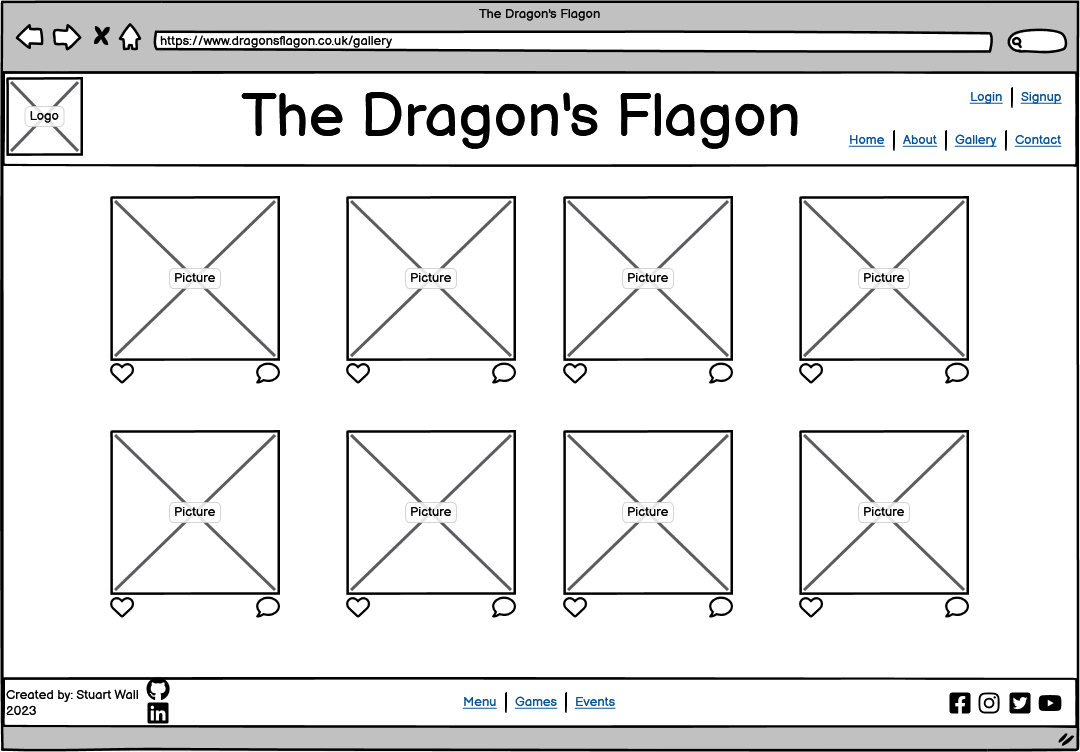 The Dragon's Flagon
https://www.dragonsflagon.co.uk/gallery
Logo
The Dragon's Flagon
Login Signup
Home About Gallery Contact
Picture Picture Picture Picture
Picture Picture Picture Picture
Created by: Stuart Wall
2023
Menu Games Events